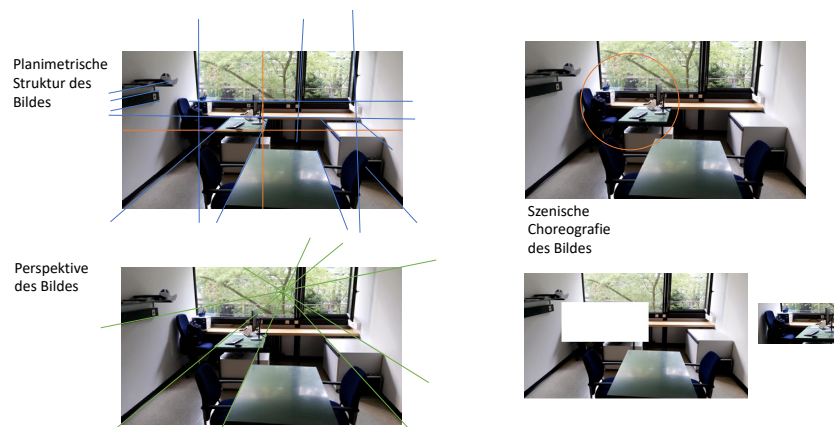 Planimetrische
Struktur des
Bildes
Szenische
Choreografie
des Bildes
Perspektive
des Bildes